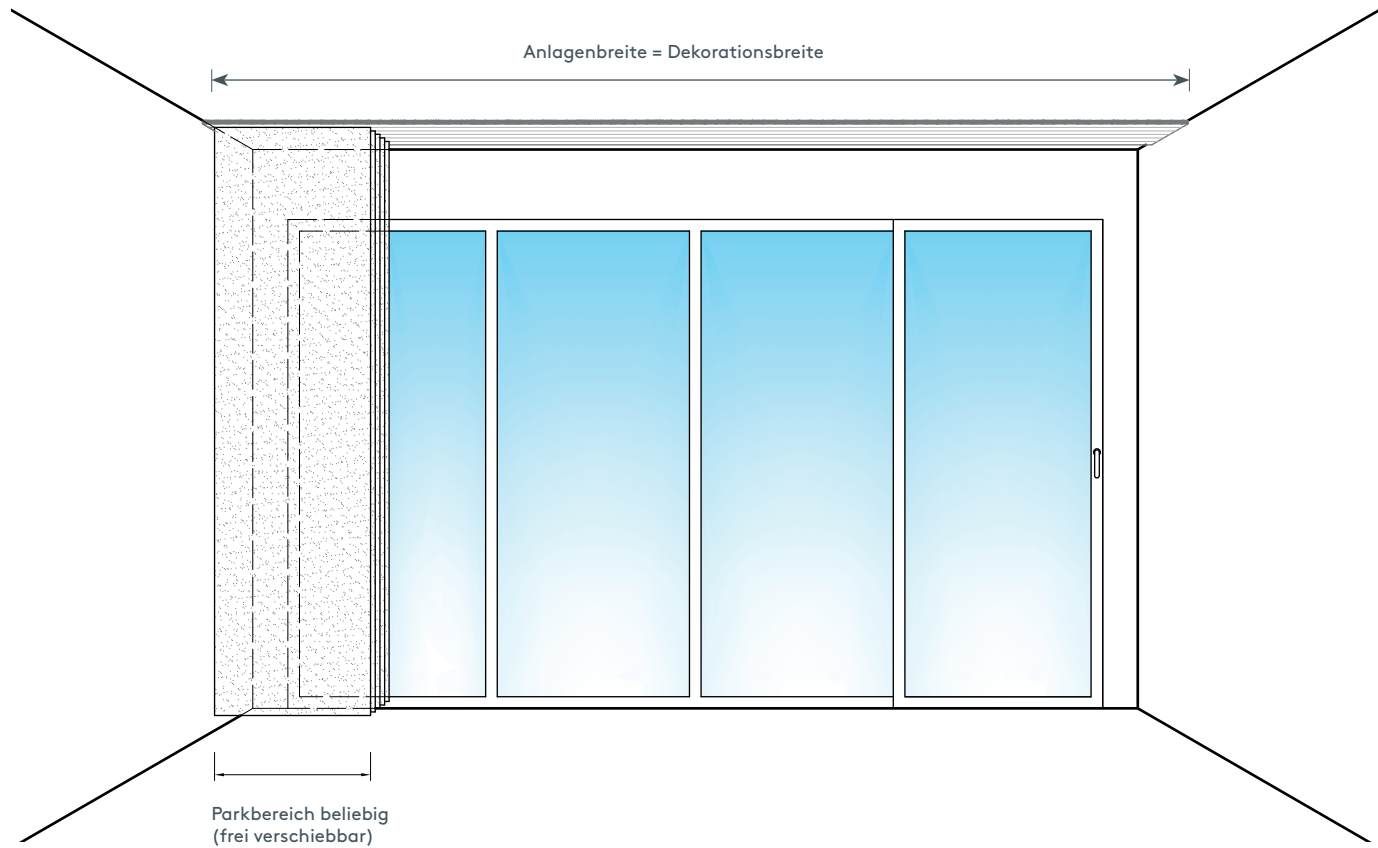 Anlagenbreite = Dekorationsbreite
Parkbereich beliebig
(frei verschiebbar)